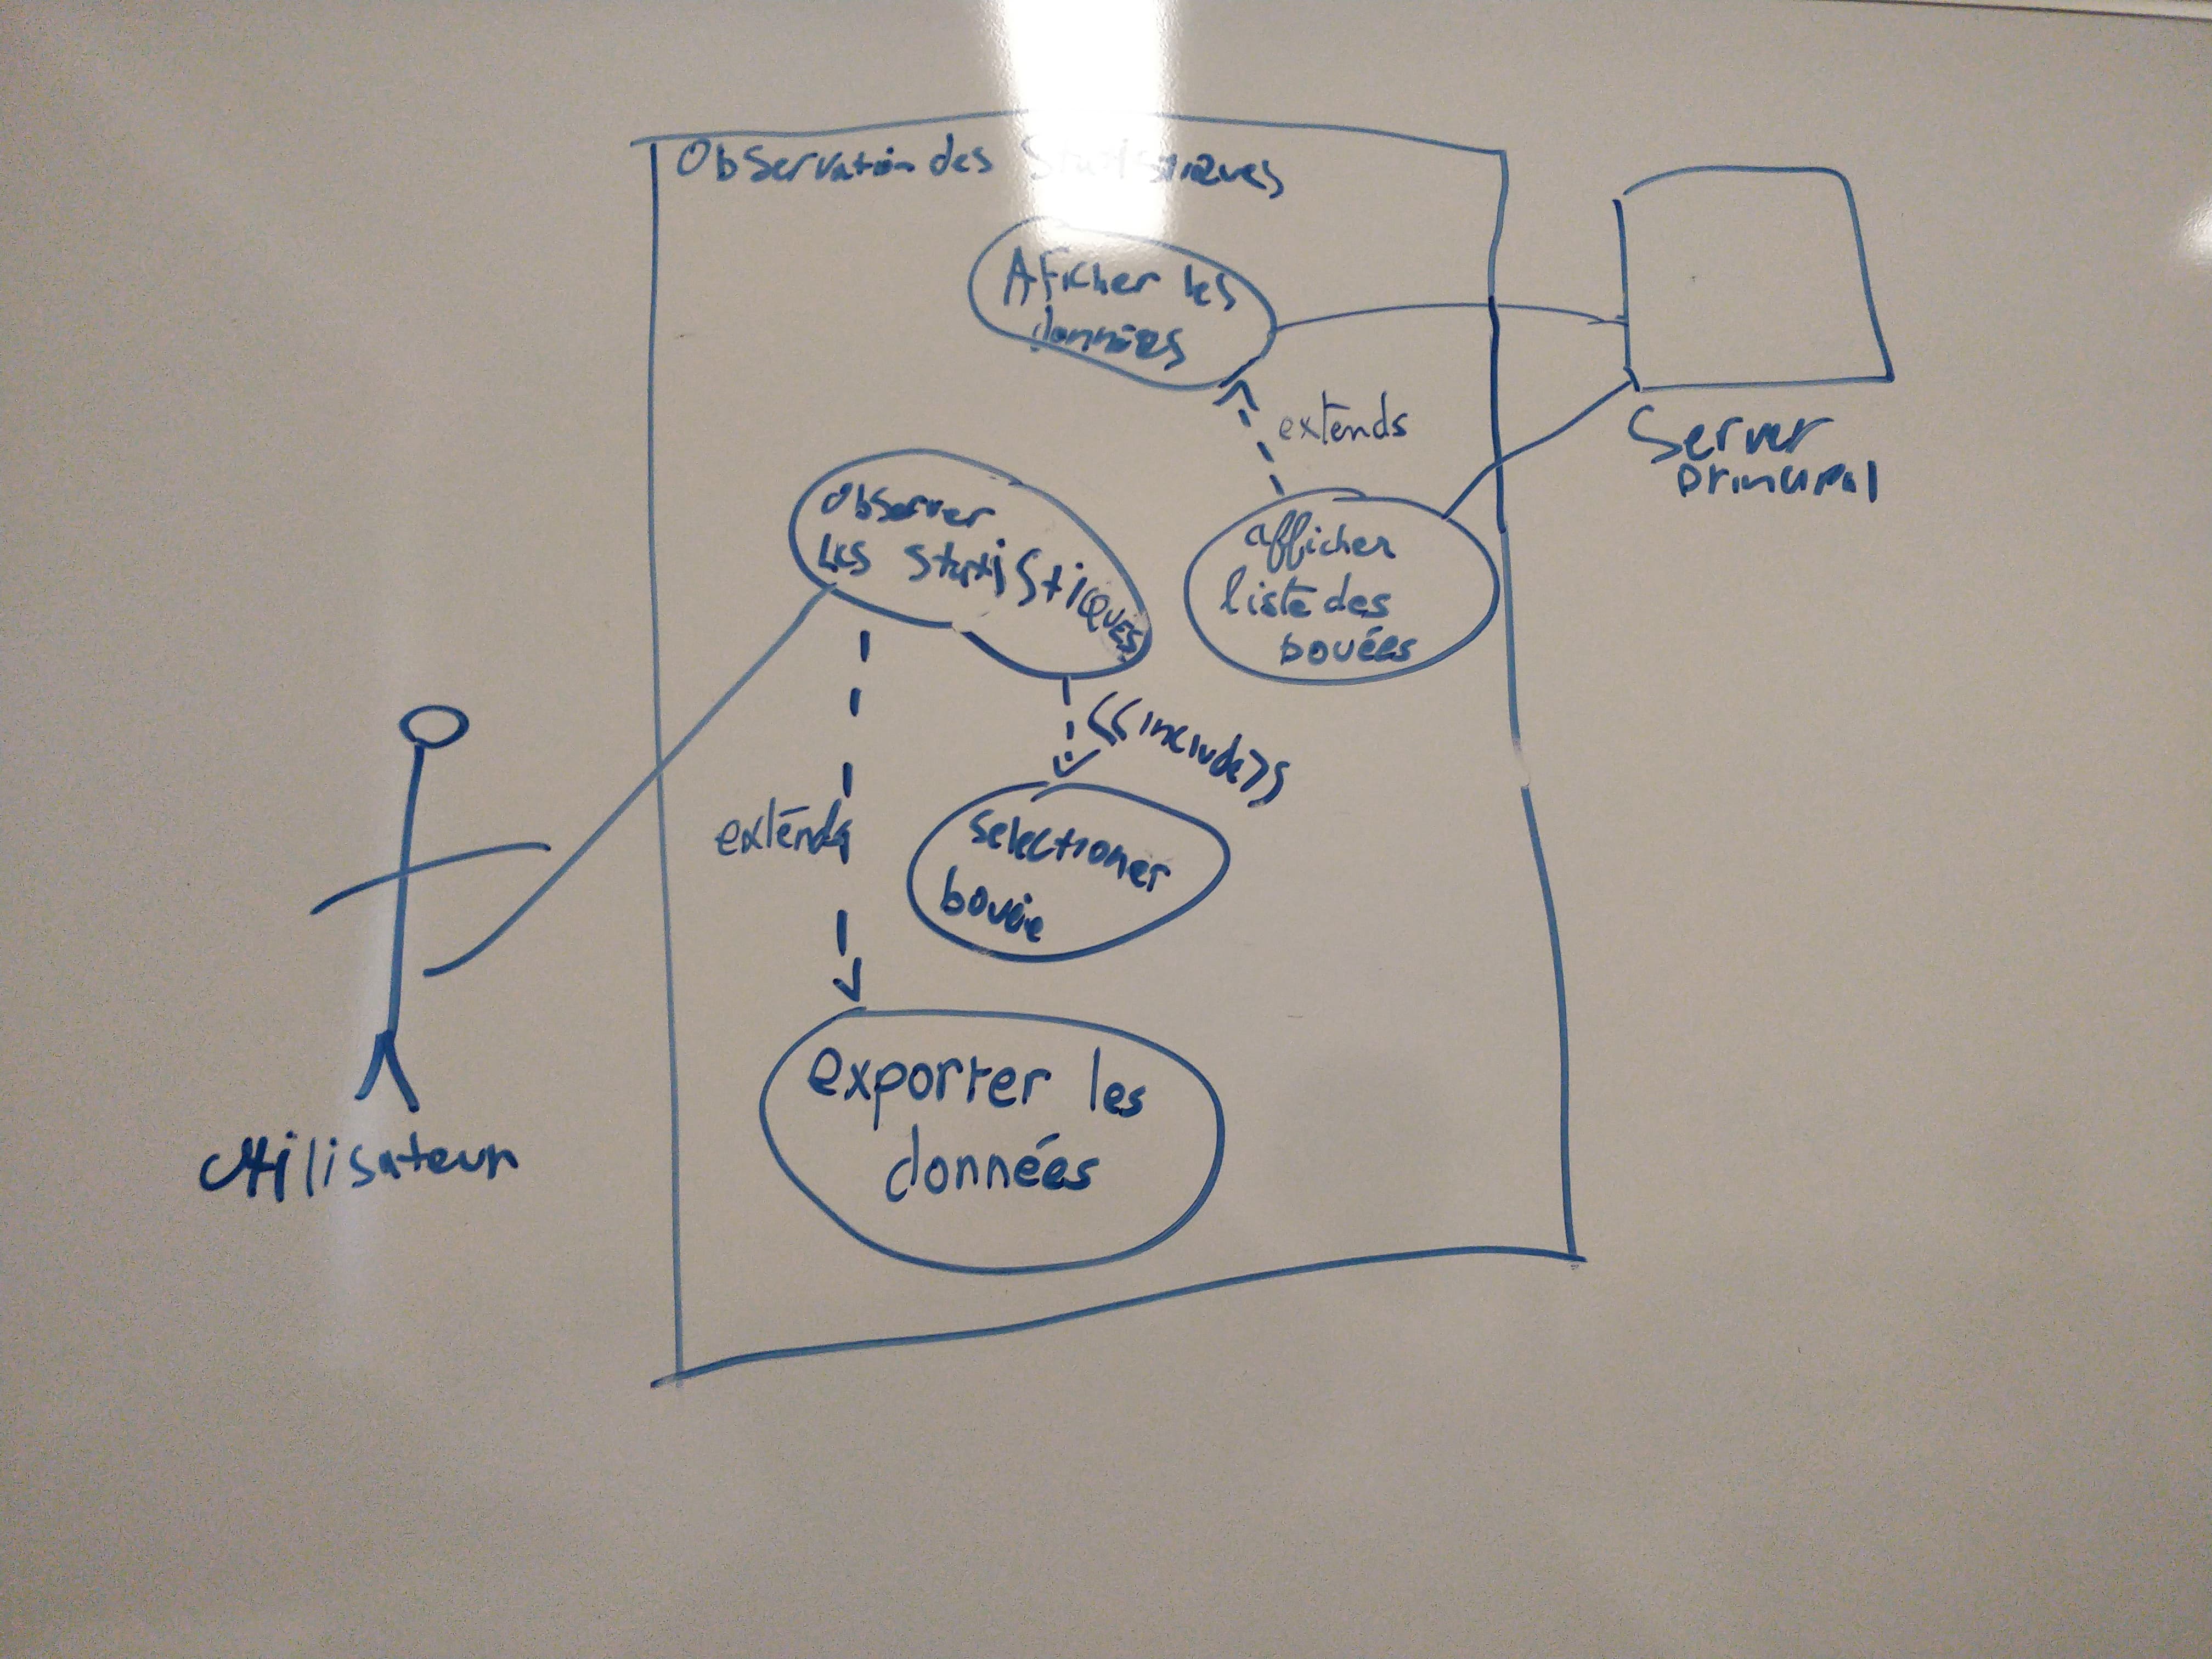 Observation des Statistiques
Aficher les
données
extends
Server
principal
Observer
Les statistiques
afficher
liste des
bouées
<<include>>
extends
selectioner
bouée
exporter les
données
Utilisateur